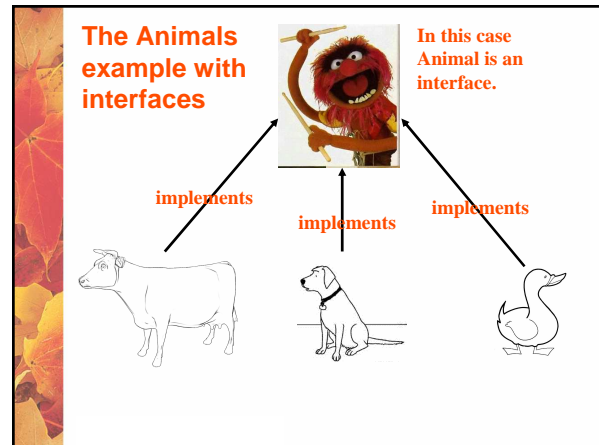 The Animals
example with
interfaces
In this case
Animal is an
interface.
implements
implements
implements